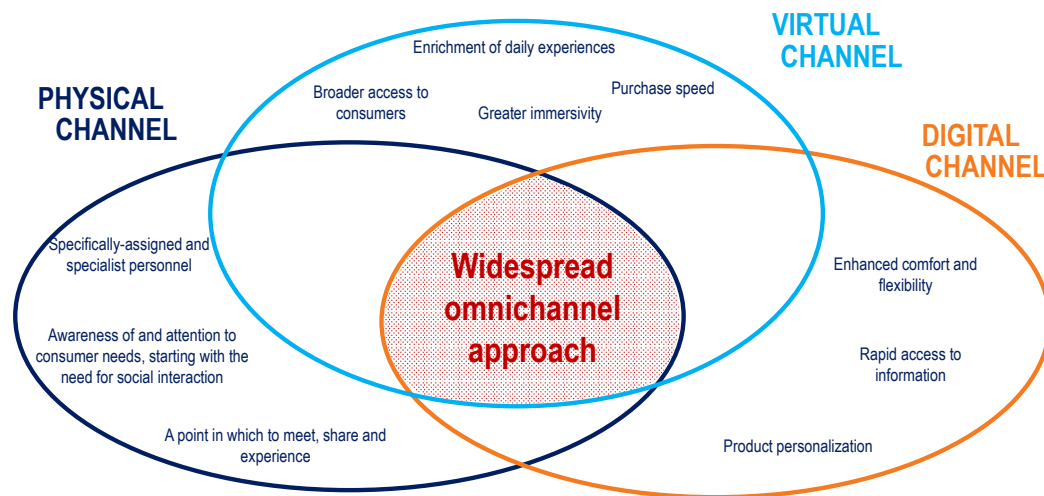 VIRTUAL
CHANNEL
Enrichment of daily experiences
Purchase speed
Broader access to
consumers
Greater immersivity
PHYSICAL
CHANNEL
DIGITAL
CHANNEL
Specifically-assigned and
specialist personnel
Widespread
omnichannel
approach
Enhanced comfort and
flexibility
Awareness of and attention to
consumer needs, starting with the
need for social interaction
Rapid access to
information
A point in which to meet, share and
experience
Product personalization